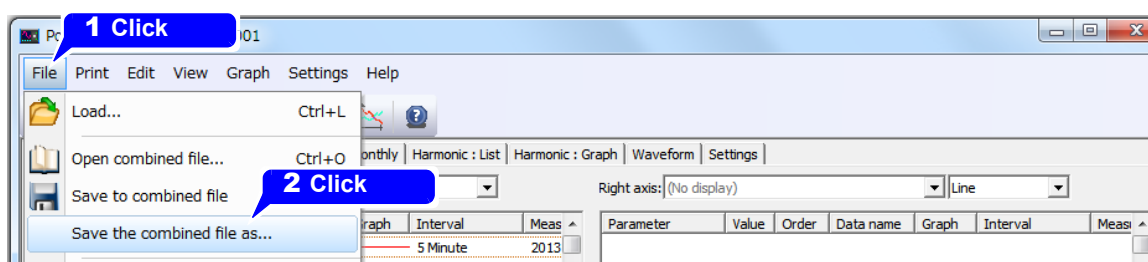 1 Click
Po 001
File Print Edit View Graph Settings Help
Load... Ctrl+L
Open combined file... Ctrl+O
onthly Harmonic : List Harmonic : Graph Waveform Settings
2 Click
Save to combined file
Right axis: (No display) Line
Save the combined file as...
raph Interval Meas
Parameter Value Order Data name Graph Interval Measu
5 Minute 2013